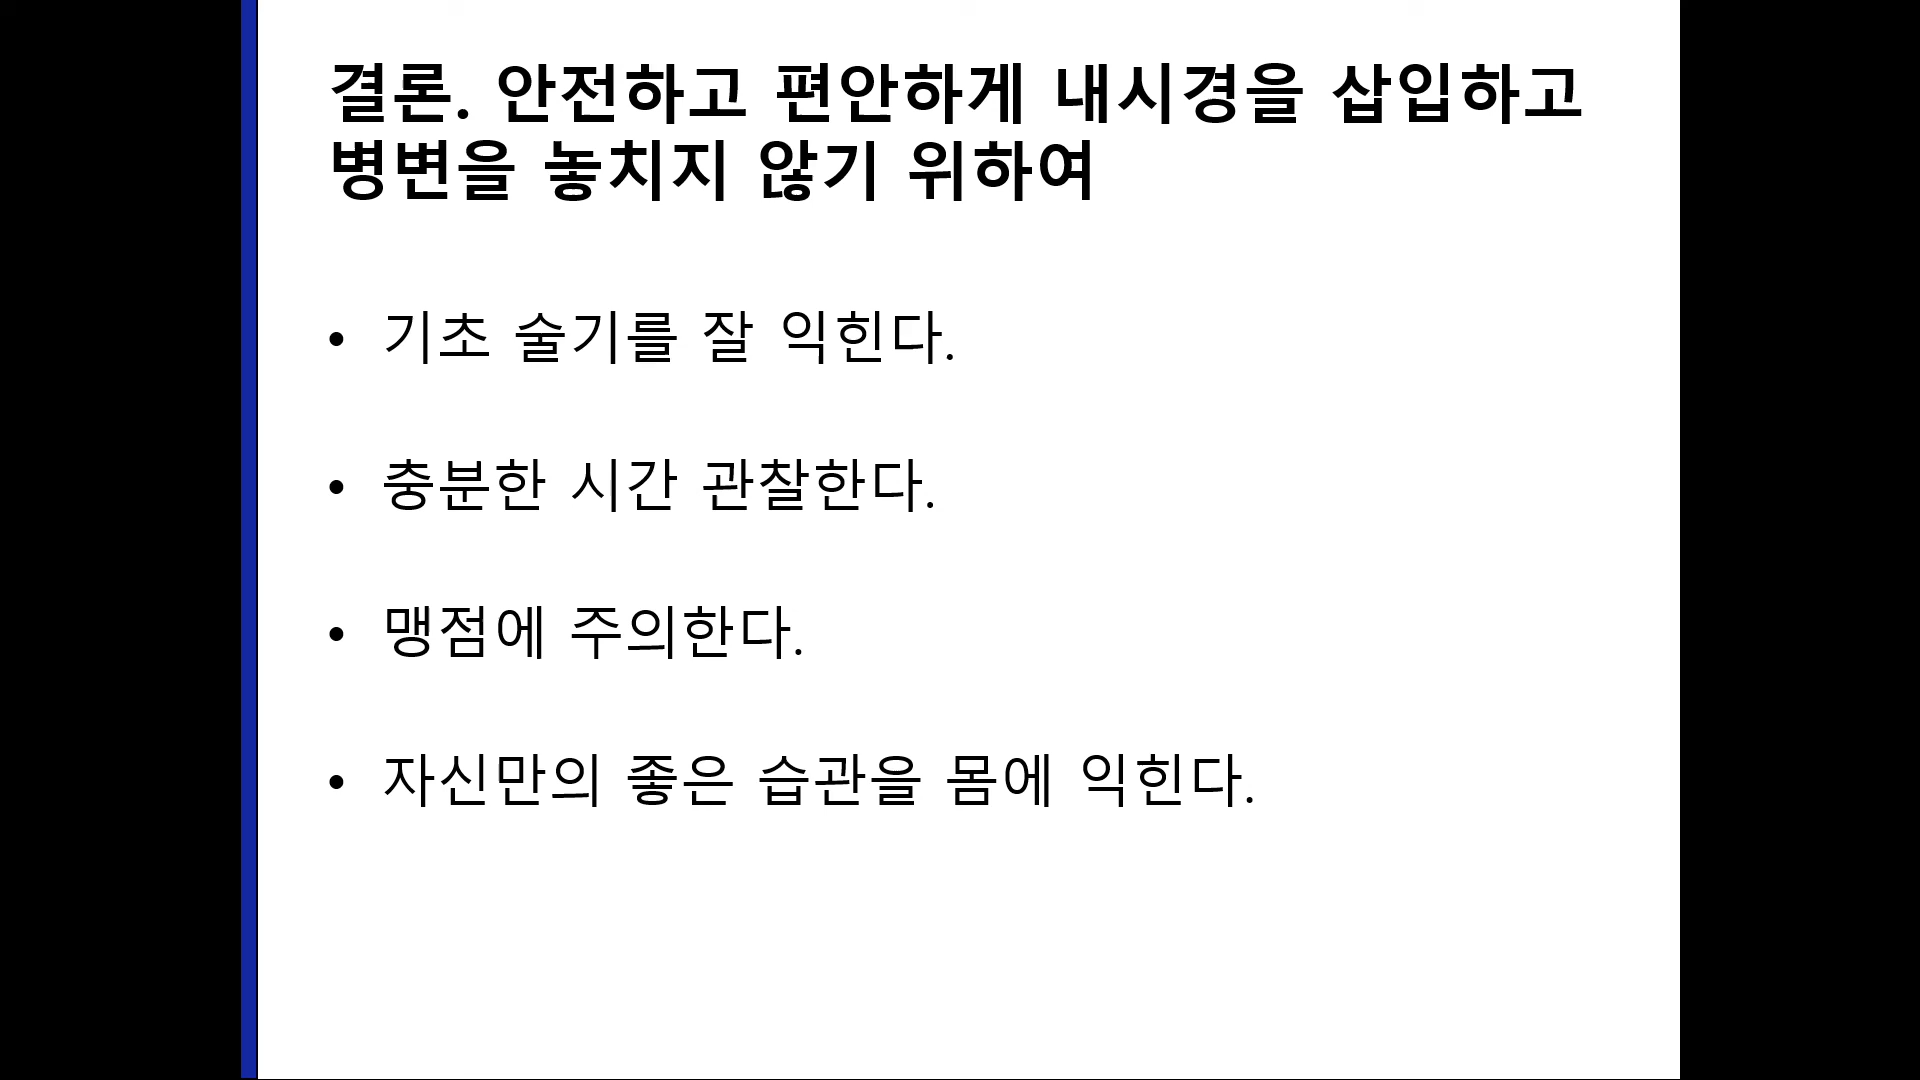 결론. 안전하고 편안하게 내시경을 삽입하고
병변을 놓치지 않기 위하여
• 기초 술기를 잘 익힌다.
• 충분한 시간 관찰한다.
• 맹점에 주의한다.
• 자신만의 좋은 습관을 몸에 익힌다.